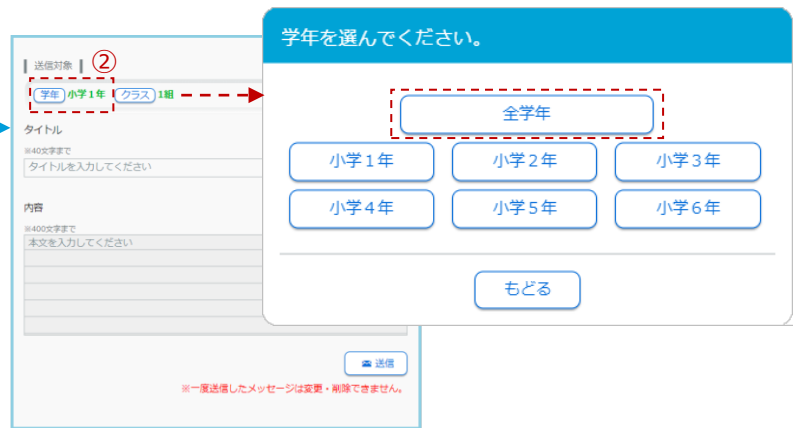 送信対象 ②
学年 小学1年 クラス 1組
タイトル
※40文字まで
タイトルを入力してください
内容
※400文字まで
本文を入力してください
送信
※一度送信したメッセージは変更・削除できません。
学年を選んでください。
全学年
小学1年 小学2年 小学3年
小学4年 小学5年 小学6年
もどる